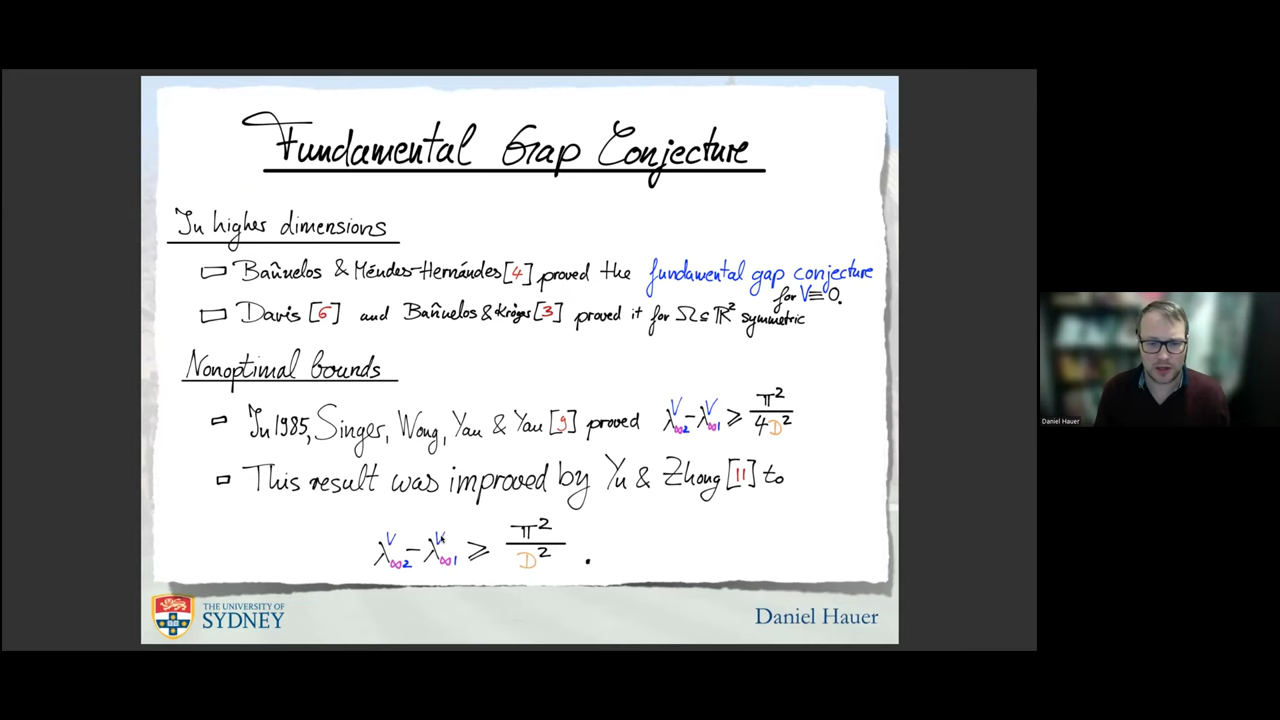 Fundamental Gap Conjecture
In higher dimensions
Bañuelos & Méndes-Hernándes [4] proved the fundamental gap conjecture
for V≡0.
Davis [6] and Bañuelos & Kröger [3] proved it for Ω⊆ℝ² symmetric
Nonoptimal bounds
In 1985, Singer, Wong, Yau & Yau [9] proved λ^V_∞2 - λ^V_∞1 ⩾ π²/4D²
This result was improved by Yu & Zhong [11] to
λ^V_∞2 - λ^V_∞1 ⩾ π²/D² .
THE UNIVERSITY OF
SYDNEY
Daniel Hauer
Daniel Hauer